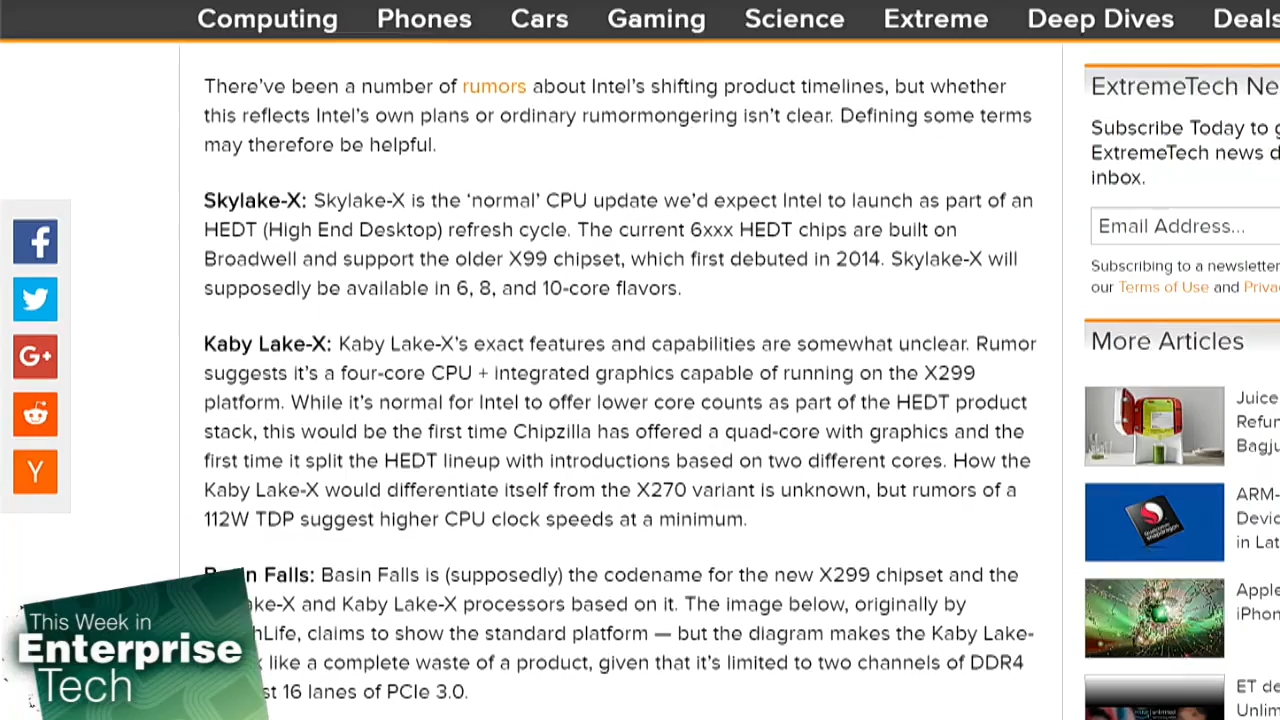 Computing Phones Cars Gaming Science Extreme Deep Dives Deals
There've been a number of rumors about Intel's shifting product timelines, but whether
this reflects Intel's own plans or ordinary rumormongering isn't clear. Defining some terms
may therefore be helpful.
Skylake-X: Skylake-X is the ‘normal’ CPU update we'd expect Intel to launch as part of an
HEDT (High End Desktop) refresh cycle. The current 6xxx HEDT chips are built on
Broadwell and support the older X99 chipset, which first debuted in 2014. Skylake-X will
supposedly be available in 6, 8, and 10-core flavors.
Kaby Lake-X: Kaby Lake-X's exact features and capabilities are somewhat unclear. Rumor
suggests it's a four-core CPU + integrated graphics capable of running on the X299
platform. While it's normal for Intel to offer lower core counts as part of the HEDT product
stack, this would be the first time Chipzilla has offered a quad-core with graphics and the
first time it split the HEDT lineup with introductions based on two different cores. How the
Kaby Lake-X would differentiate itself from the X270 variant is unknown, but rumors of a
112W TDP suggest higher CPU clock speeds at a minimum.
n Falls: Basin Falls is (supposedly) the codename for the new X299 chipset and the
ke-X and Kaby Lake-X processors based on it. The image below, originally by
hLife, claims to show the standard platform — but the diagram makes the Kaby Lake-
like a complete waste of a product, given that it's limited to two channels of DDR4
st 16 lanes of PCIe 3.0.
f
G+
Y
This Week in
Enterprise
Tech
ExtremeTech Ne
Subscribe Today to g
ExtremeTech news d
inbox.
Email Address...
Subscribing to a newsletter
our Terms of Use and Priva
More Articles
Juice
Refur
Bagju
ARM-
Devic
in Lat
Apple
iPhon
ET de
Unlim